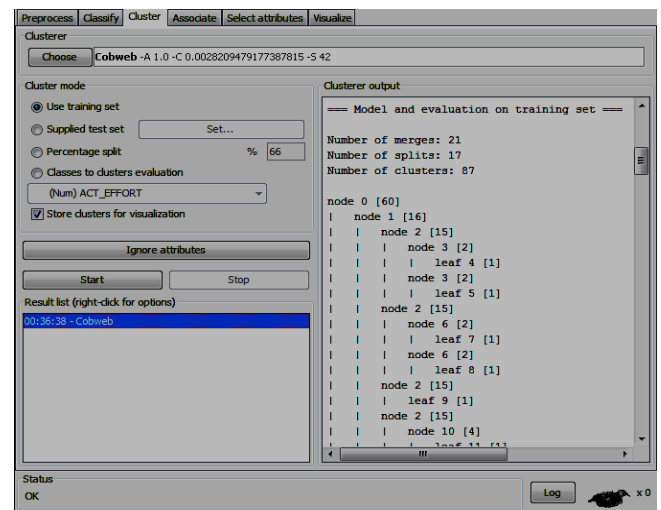 Preprocess Classify Cluster Associate Select attributes Visualize
Clusterer
Choose Cobweb -A 1.0 -C 0.0028209479177387815 -S 42
Cluster mode
Use training set
Supplied test set Set...
Percentage split % 66
Classes to clusters evaluation
(Num) ACT_EFFORT
Store clusters for visualization
Ignore attributes
Start Stop
Result list (right-click for options)
00:36:38 - Cobweb
Clusterer output
=== Model and evaluation on training set ===
Number of merges: 21
Number of splits: 17
Number of clusters: 87
node 0 [60]
| node 1 [16]
| | node 2 [15]
| | | node 3 [2]
| | | | leaf 4 [1]
| | | node 3 [2]
| | | | leaf 5 [1]
| | node 2 [15]
| | | node 6 [2]
| | | | leaf 7 [1]
| | | node 6 [2]
| | | | leaf 8 [1]
| | node 2 [15]
| | | leaf 9 [1]
| | node 2 [15]
| | | node 10 [4]
| | | | leaf 11 [1]
Status
OK
Log x 0